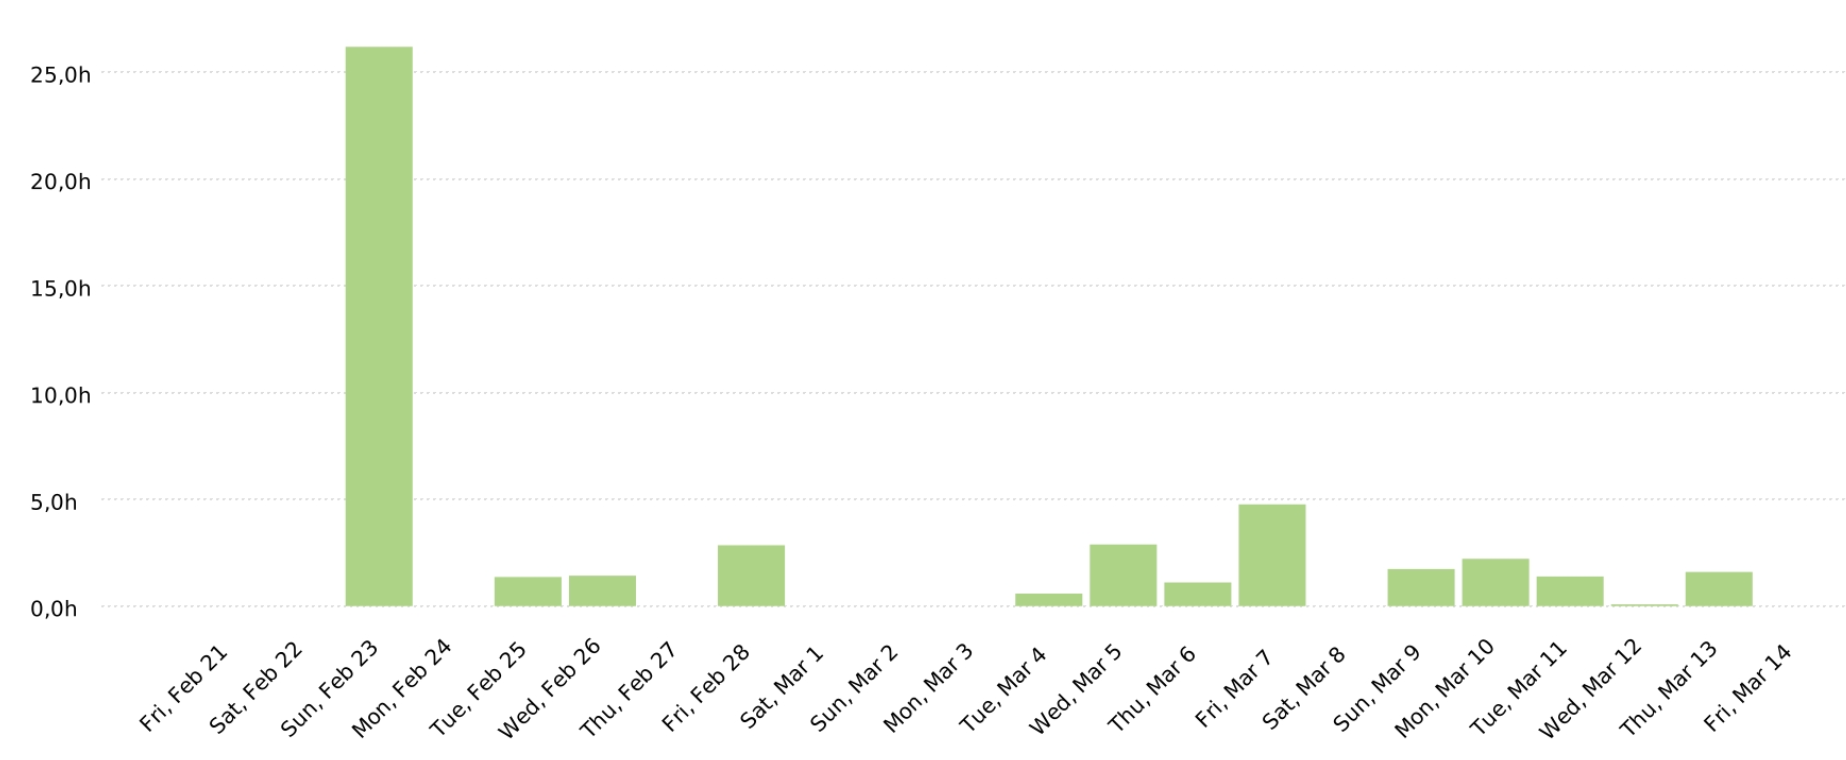 25,0h
20,0h
15,0h
10,0h
5,0h
0,0h
Fri, Feb 21
Sat, Feb 22
Sun, Feb 23
Mon, Feb 24
Tue, Feb 25
Wed, Feb 26
Thu, Feb 27
Fri, Feb 28
Sat, Mar 1
Sun, Mar 2
Mon, Mar 3
Tue, Mar 4
Wed, Mar 5
Thu, Mar 6
Fri, Mar 7
Sat, Mar 8
Sun, Mar 9
Mon, Mar 10
Tue, Mar 11
Wed, Mar 12
Thu, Mar 13
Fri, Mar 14